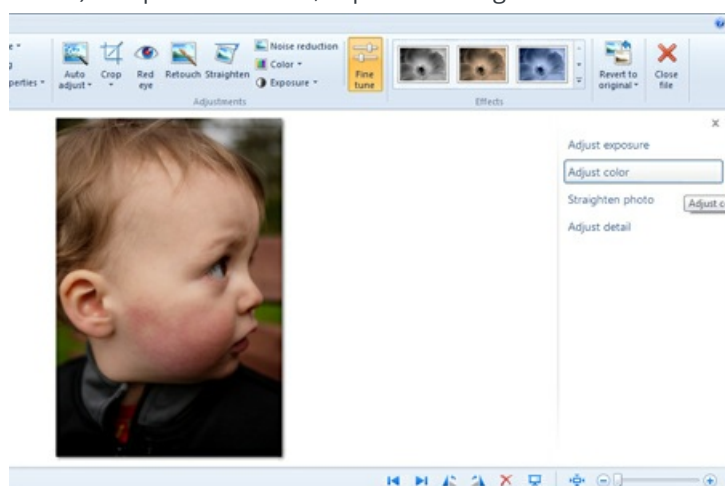 Noise reduction
Color
Exposure
Auto adjust
Crop
Red eye
Retouch
Straighten
Fine tune
Revert to original
Close file
perties
Adjustments
Effects
Adjust exposure
Adjust color
Straighten photo
Adjust c
Adjust detail